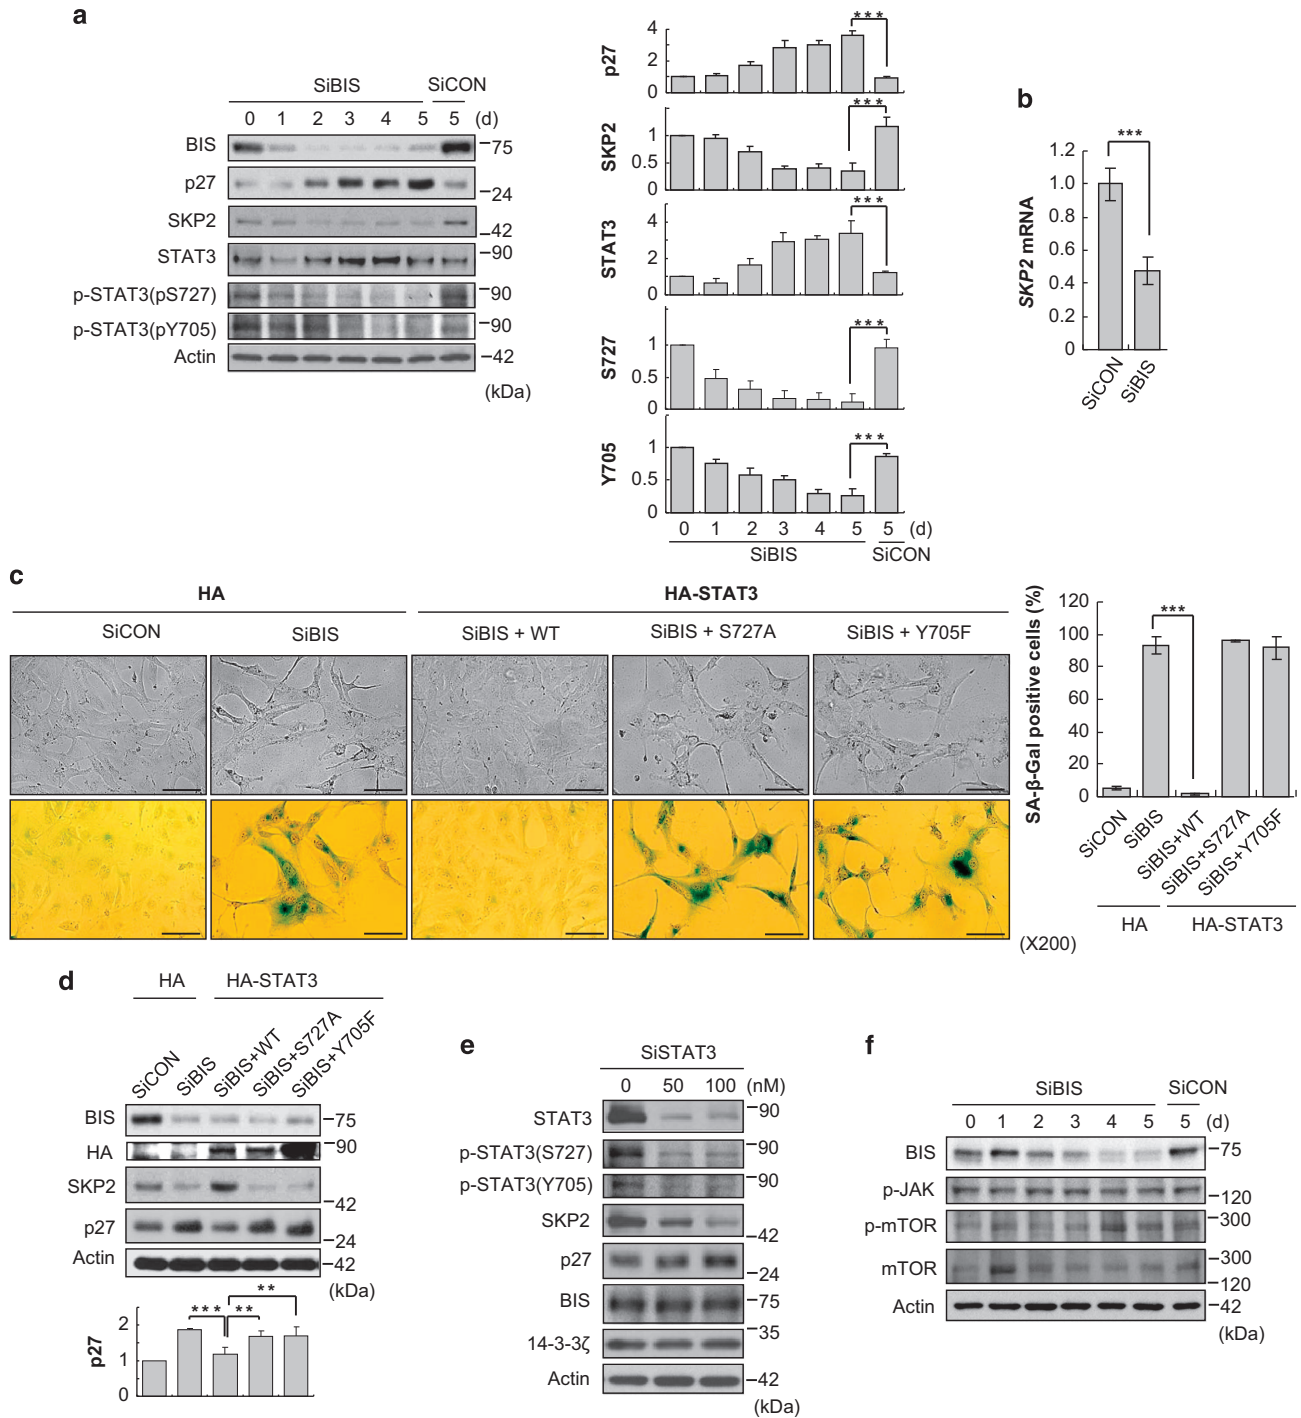 a
SiBIS SiCON
0 1 2 3 4 5 5 (d)
BIS 75
p27 24
SKP2 42
STAT3 90
p-STAT3(pS727) 90
p-STAT3(pY705) 90
Actin 42
(kDa)
p27
4
2
0
***
SKP2
1
0.5
0
***
STAT3
4
2
0
***
S727
1
0.5
0
***
Y705
1
0.5
0
***
0 1 2 3 4 5 5 (d)
SiBIS SiCON
b
SKP2 mRNA
1.2
1.0
0.8
0.6
0.4
0.2
0
***
SiCON
SiBIS
c
HA HA-STAT3
SiCON SiBIS SiBIS + WT SiBIS + S727A SiBIS + Y705F
(X200)
SA-β-Gal positive cells (%)
120
100
80
60
40
20
0
***
SiCON
SiBIS
SiBIS+WT
SiBIS+S727A
SiBIS+Y705F
HA HA-STAT3
d
HA HA-STAT3
SiCON
SiBIS
SiBIS+WT
SiBIS+S727A
SiBIS+Y705F
BIS 75
HA 90
SKP2 42
p27 24
Actin 42
(kDa)
p27
2
1
0
*** ** **
e
SiSTAT3
0 50 100 (nM)
STAT3 90
p-STAT3(S727) 90
p-STAT3(Y705) 90
SKP2 42
p27 24
BIS 75
14-3-3ζ 35
Actin 42
(kDa)
f
SiBIS SiCON
0 1 2 3 4 5 5 (d)
BIS 75
p-JAK 120
p-mTOR 300
mTOR 300
120
Actin 42
(kDa)